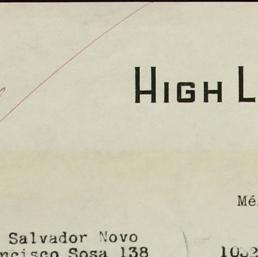 HIGH L
Mé
Salvador Novo
ncisco Sosa 138